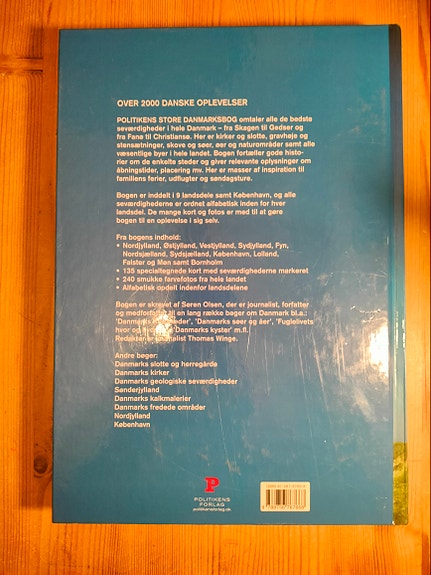 OVER 2000 DANSKE OPLEVELSER
POLITIKENS STORE DANMARKSBOG omtaler alle de bedste
seværdigheder i hele Danmark – fra Skagen til Gedser og
fra Fanø til Christiansø. Her er kirker og slotte, gravhøje og
stensætninger, skove og søer, øer og naturområder samt alle
væsentlige byer i hele landet. Bogen fortæller gode histo-
rier om de enkelte steder og giver relevante oplysninger om
åbningstider, placering mv. Her er masser af inspiration til
familiens ferier, udflugter og søndagsture.
Bogen er inddelt i 9 landsdele samt København, og alle
seværdighederne er ordnet alfabetisk inden for hver
landsdel. De mange kort og fotos er med til at gøre
bogen til en oplevelse i sig selv.
Fra bogens indhold:
• Nordjylland, Østjylland, Vestjylland, Sydjylland, Fyn,
Nordsjælland, Sydsjælland, København, Lolland,
Falster og Møn samt Bornholm
• 135 specialtegnede kort med seværdighederne markeret
• 240 smukke farvefotos fra hele landet
• Alfabetisk opdelt indenfor landsdelene
Bogen er skrevet af Søren Olsen, der er journalist, forfatter
og medforfatter til en lang række bøger om Danmark bl.a.:
'Danmarks 'Danmarks søer og åer', 'Fuglelivets
hvor og 'Danmarks kyster' m.fl.
Redaktør er journalist Thomas Winge.
Andre bøger:
Danmarks slotte og herregårde
Danmarks kirker
Danmarks geologiske seværdigheder
Sønderjylland
Danmarks kalkmalerier
Danmarks fredede områder
Nordjylland
København
P
POLITIKENS
FORLAG
politikensforlag.dk